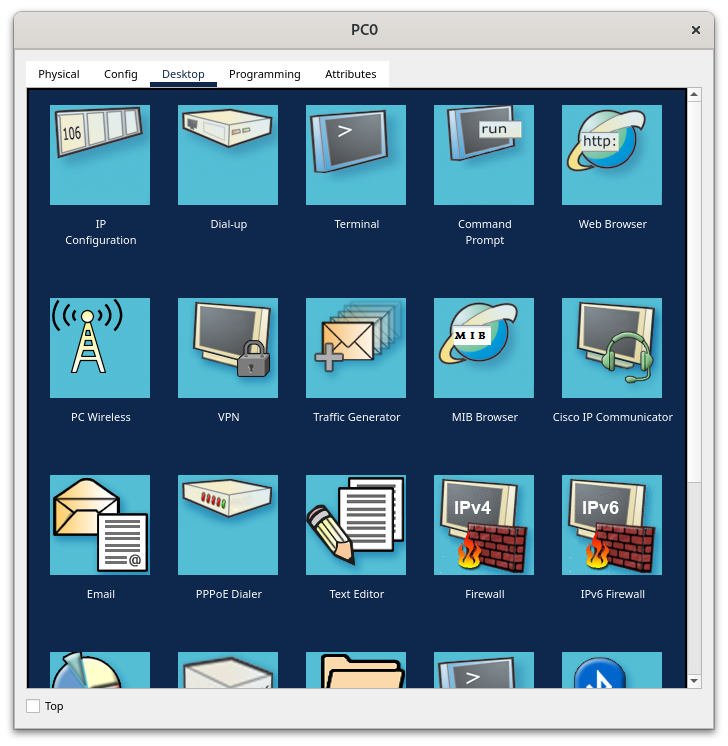 PC0
Physical Config Desktop Programming Attributes
106
>
run
http:
IP
Configuration
Dial-up
Terminal
Command
Prompt
Web Browser
MIB
PC Wireless
VPN
Traffic Generator
MIB Browser
Cisco IP Communicator
@
IPv4
IPv6
Email
PPPoE Dialer
Text Editor
Firewall
IPv6 Firewall
>
Top